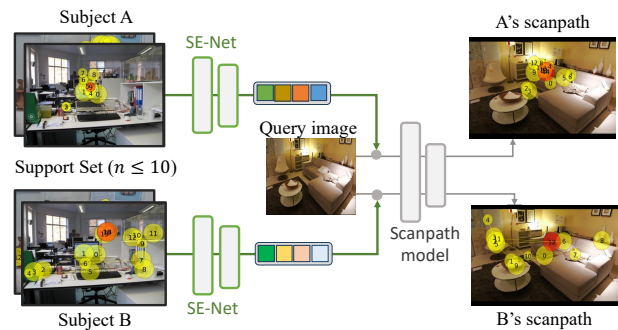 Subject A
SE-Net
A's scanpath
Query image
Support Set (n ≤ 10)
Scanpath
model
SE-Net
Subject B
B's scanpath